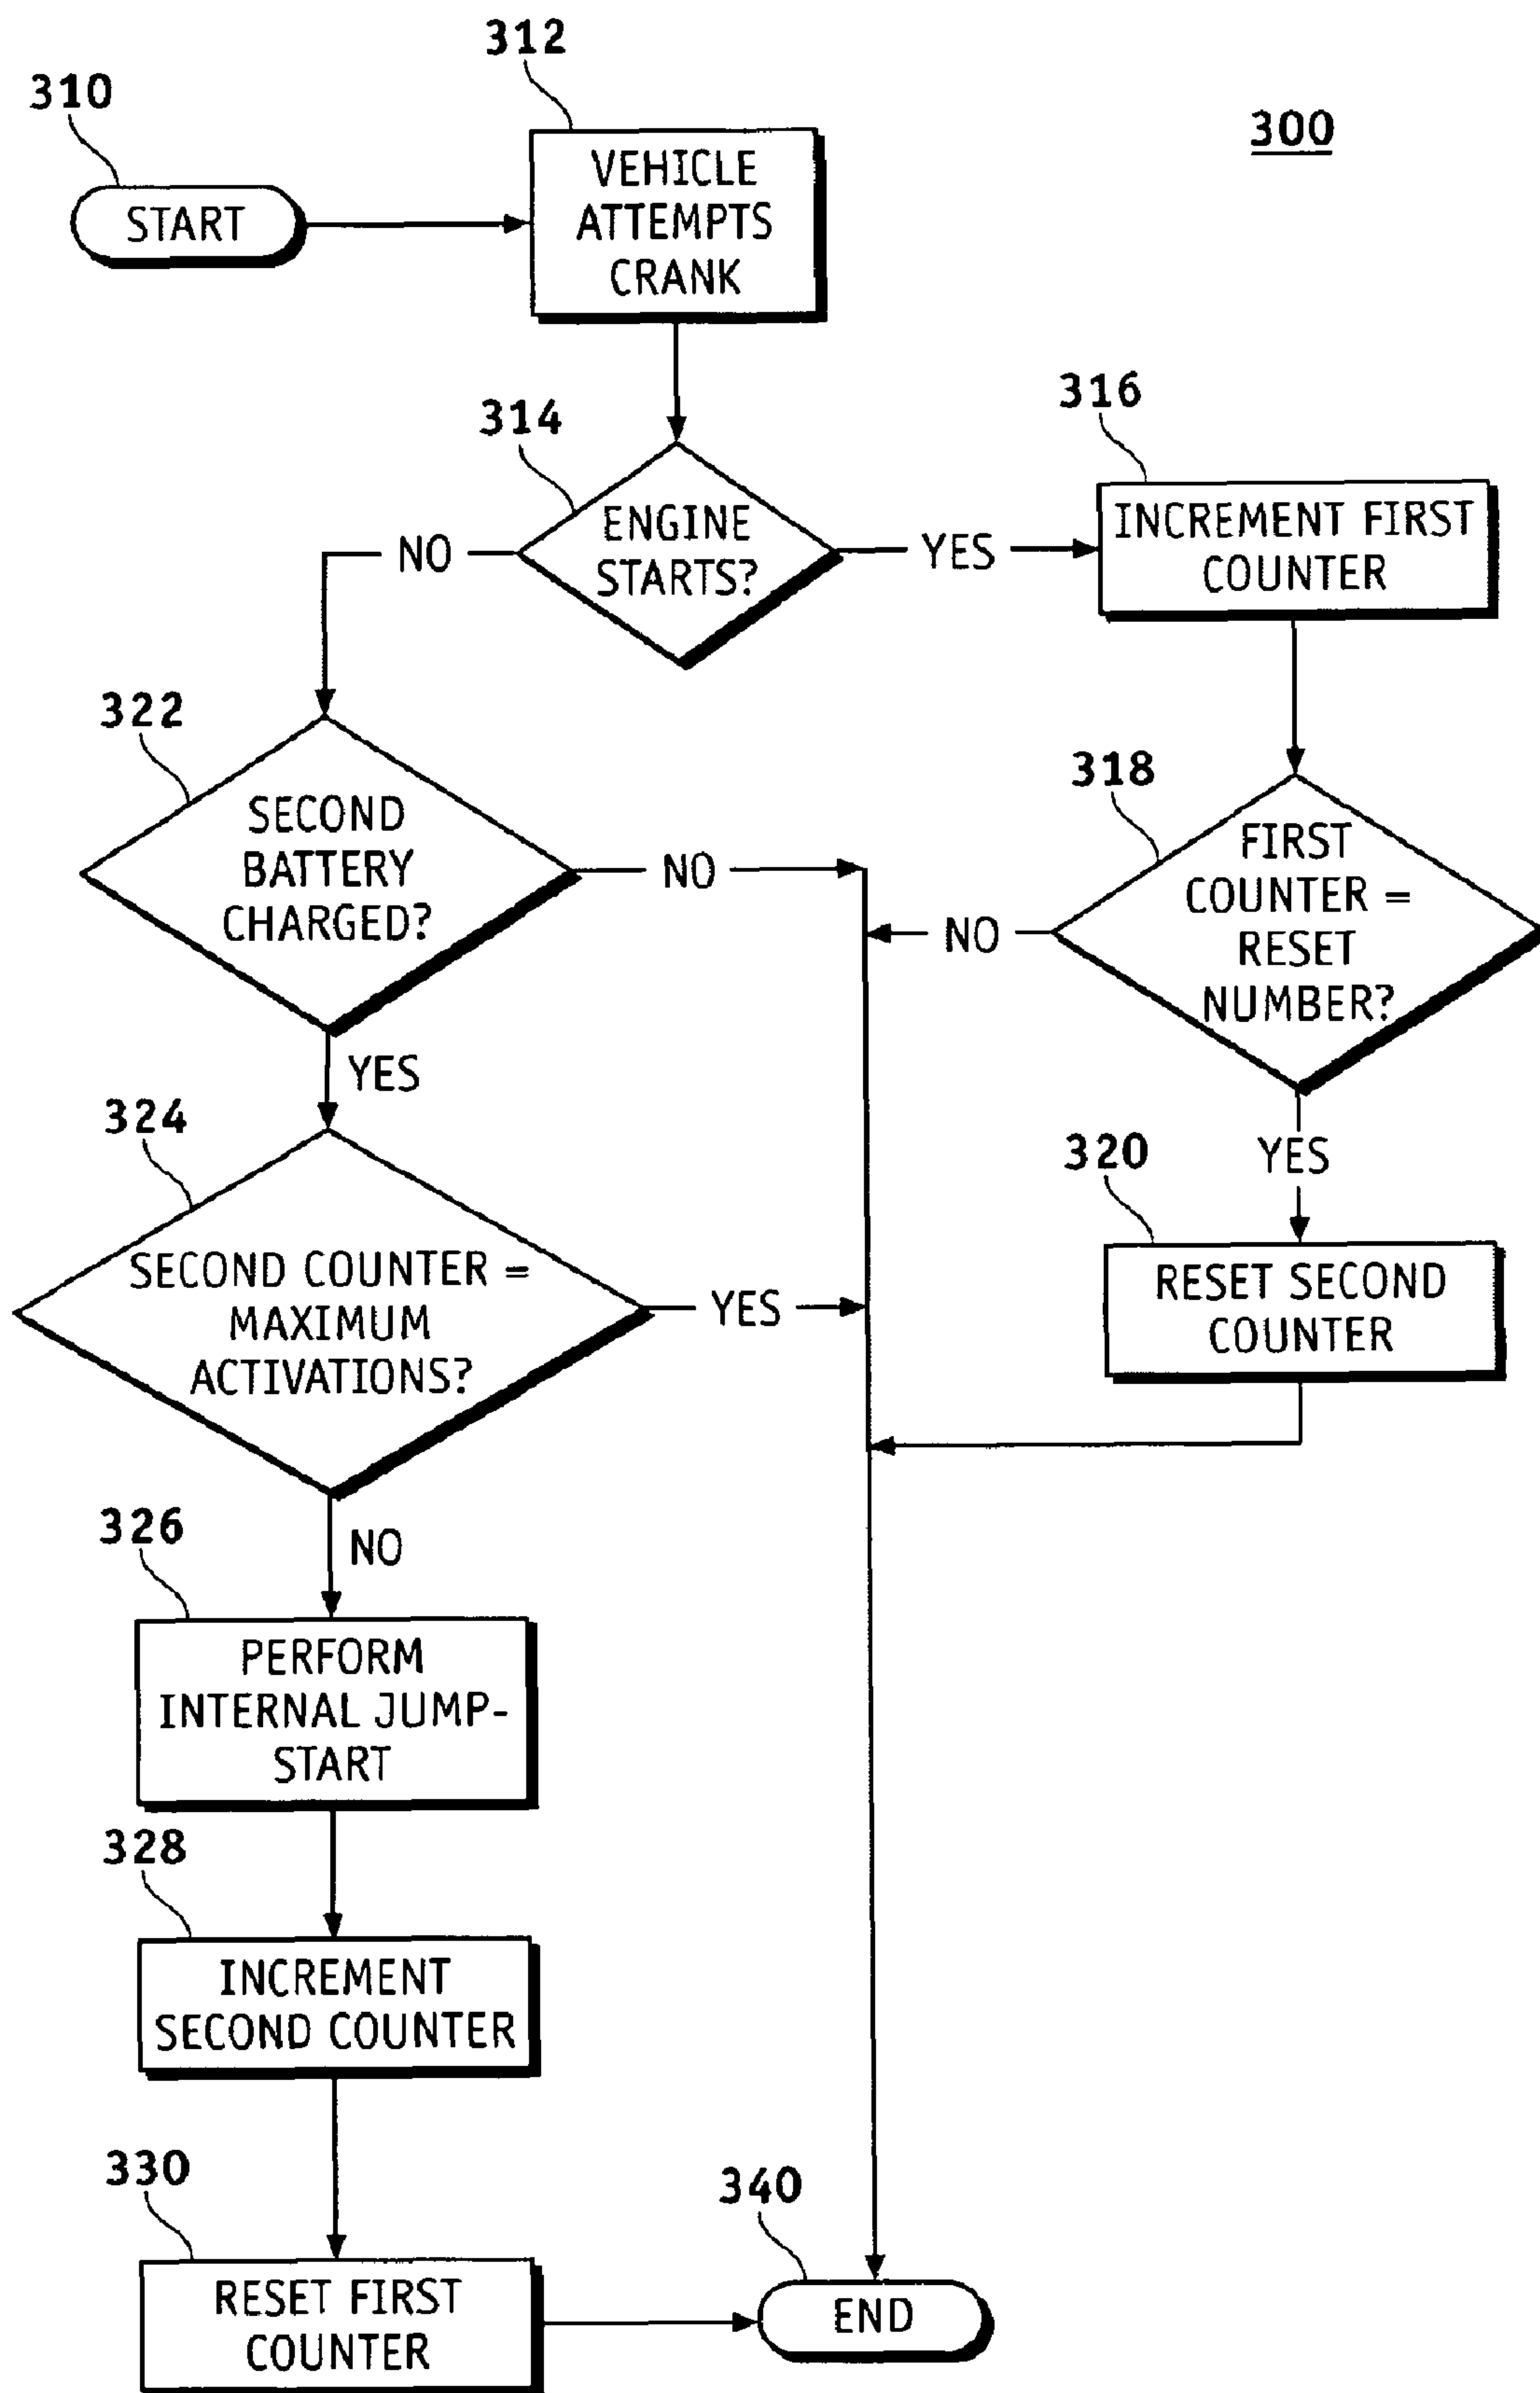 312
310
300
VEHICLE
ATTEMPTS
CRANK
START
314
316
ENGINE
STARTS?
NO
YES
INCREMENT FIRST
COUNTER
322
318
SECOND
BATTERY
CHARGED?
NO
FIRST
COUNTER =
RESET
NUMBER?
NO
YES
324
YES
320
SECOND COUNTER =
MAXIMUM
ACTIVATIONS?
YES
RESET SECOND
COUNTER
326
NO
PERFORM
INTERNAL JUMP-
START
328
INCREMENT
SECOND COUNTER
330
340
RESET FIRST
COUNTER
END